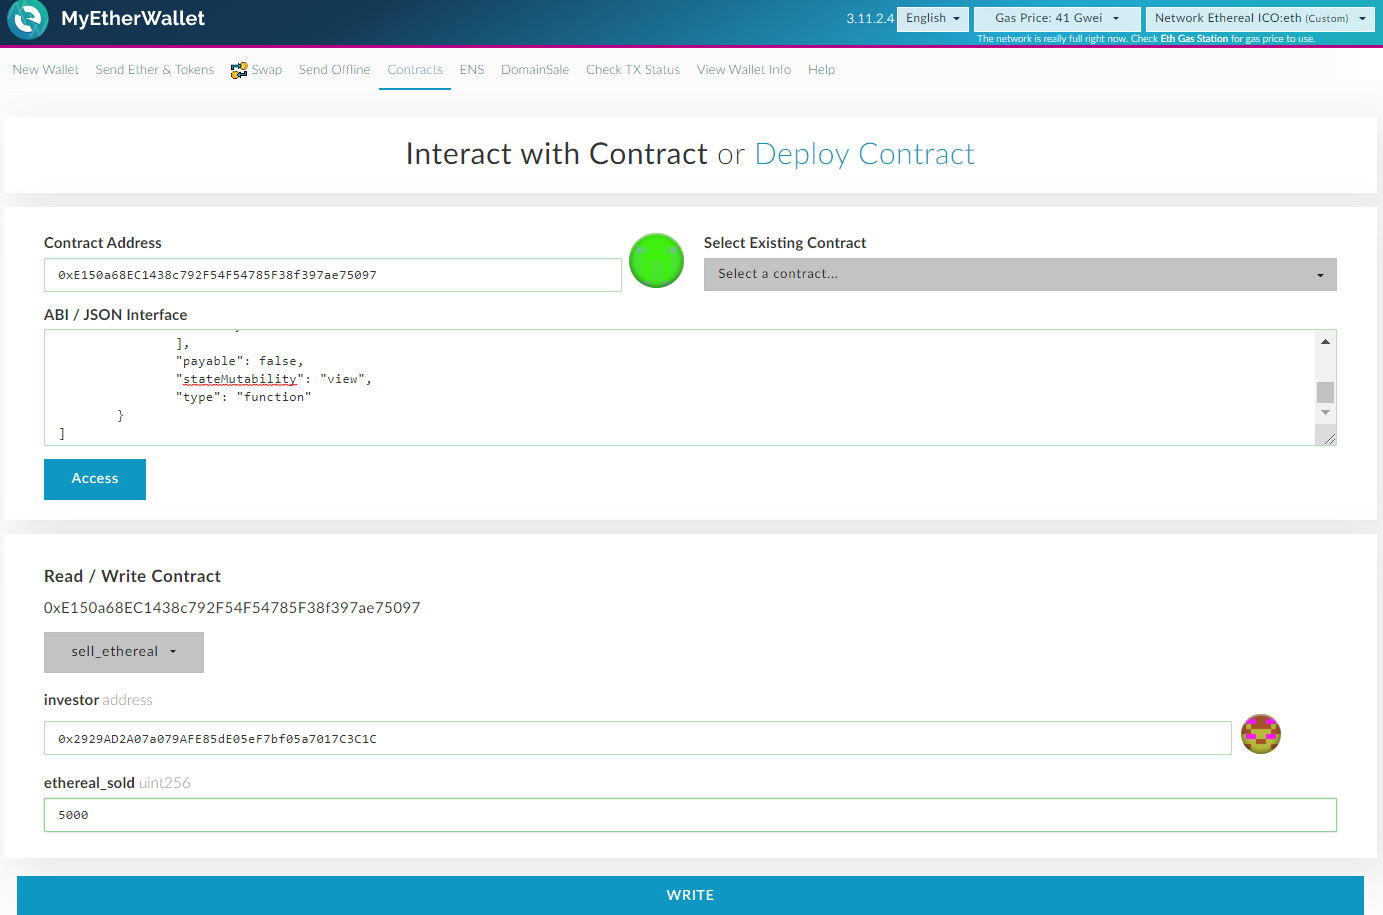 MyEtherWallet
3.11.2.4 English Gas Price: 41 Gwei Network Ethereal ICO:eth (Custom)
The network is really full right now. Check Eth Gas Station for gas price to use.
New Wallet Send Ether & Tokens Swap Send Offline Contracts ENS DomainSale Check TX Status View Wallet Info Help
Interact with Contract or Deploy Contract
Contract Address
0xE150a68EC1438c792F54F54785F38f397ae75097
Select Existing Contract
Select a contract...
ABI / JSON Interface
],
"payable": false,
"stateMutability": "view",
"type": "function"
}
]
Access
Read / Write Contract
0xE150a68EC1438c792F54F54785F38f397ae75097
sell_ethereal
investor address
0x2929AD2A07a079AFE85dE05eF7bf05a7017C3C1C
ethereal_sold uint256
5000
WRITE